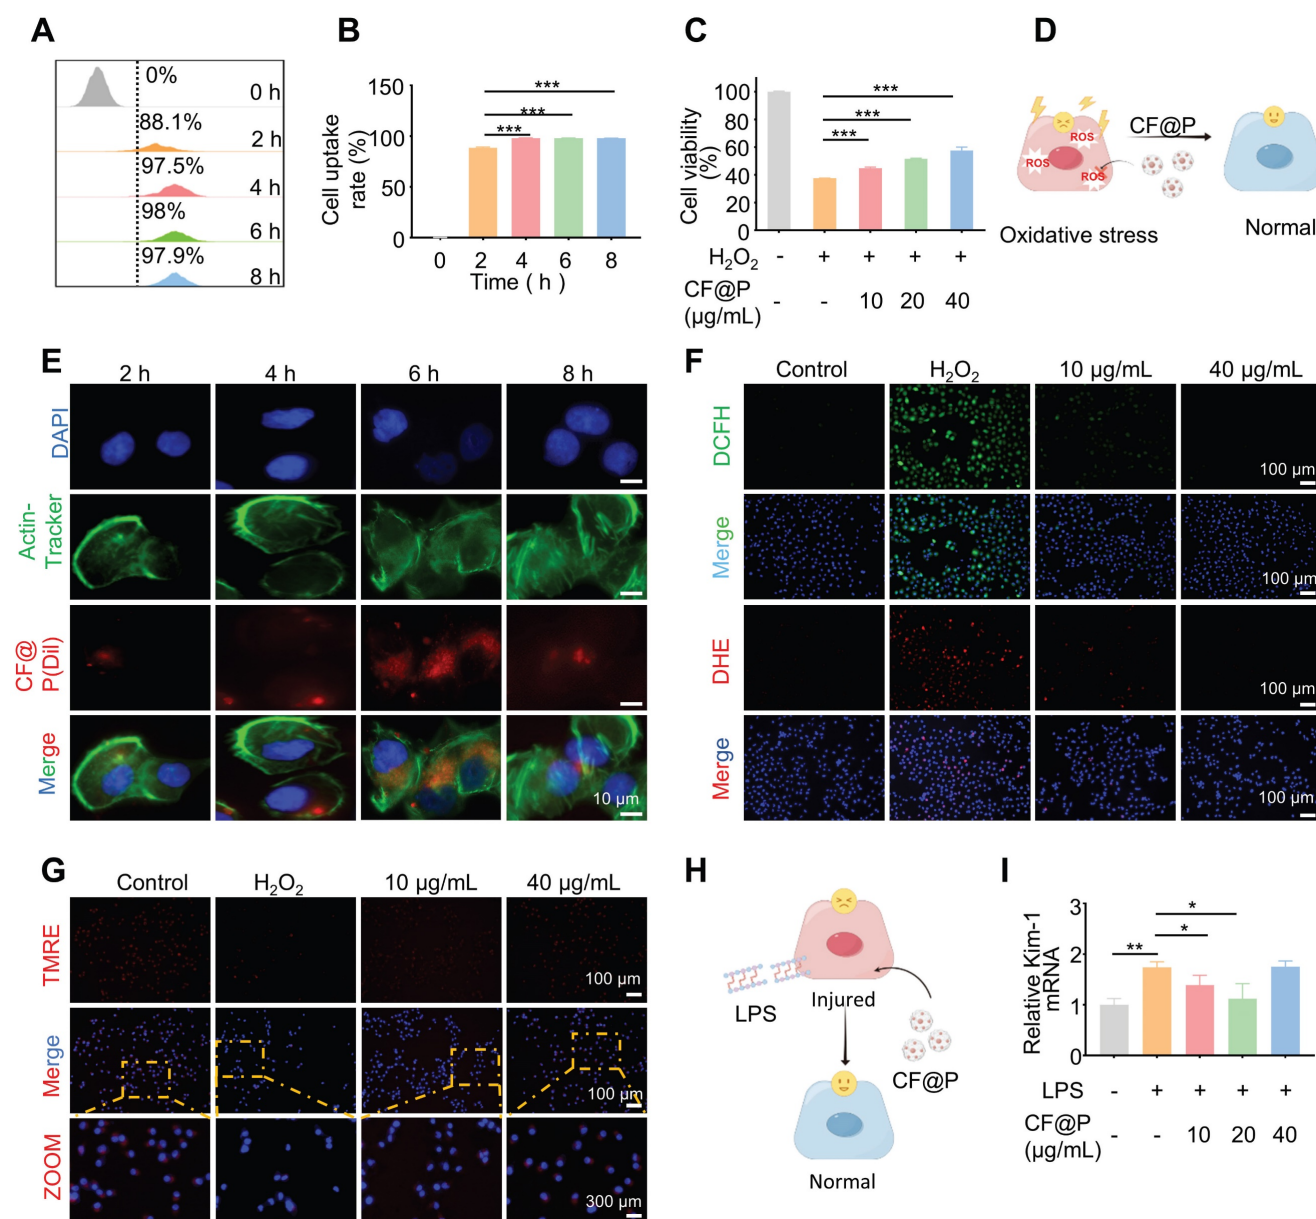 A
0%
0 h
88.1%
2 h
97.5%
4 h
98%
6 h
97.9%
8 h
B
Cell uptake
rate (%)
150
100
50
0
***
***
***
0 2 4 6 8
Time ( h )
C
Cell viability
(%)
100
80
60
40
20
0
***
***
***
H₂O₂ - + + + +
CF@P
(µg/mL) - - 10 20 40
D
CF@P
ROS
ROS
ROS
Oxidative stress
Normal
E
2 h 4 h 6 h 8 h
DAPI
Actin-
Tracker
CF@
P(DiI)
Merge
10 µm
F
Control H₂O₂ 10 µg/mL 40 µg/mL
DCFH
100 µm
Merge
100 µm
DHE
100 µm
Merge
100 µm
G
Control H₂O₂ 10 µg/mL 40 µg/mL
TMRE
100 µm
Merge
100 µm
ZOOM
300 µm
H
LPS
Injured
CF@P
Normal
I
Relative Kim-1
mRNA
3
2
1
0
*
*
**
LPS - + + + +
CF@P
(µg/mL) - - 10 20 40